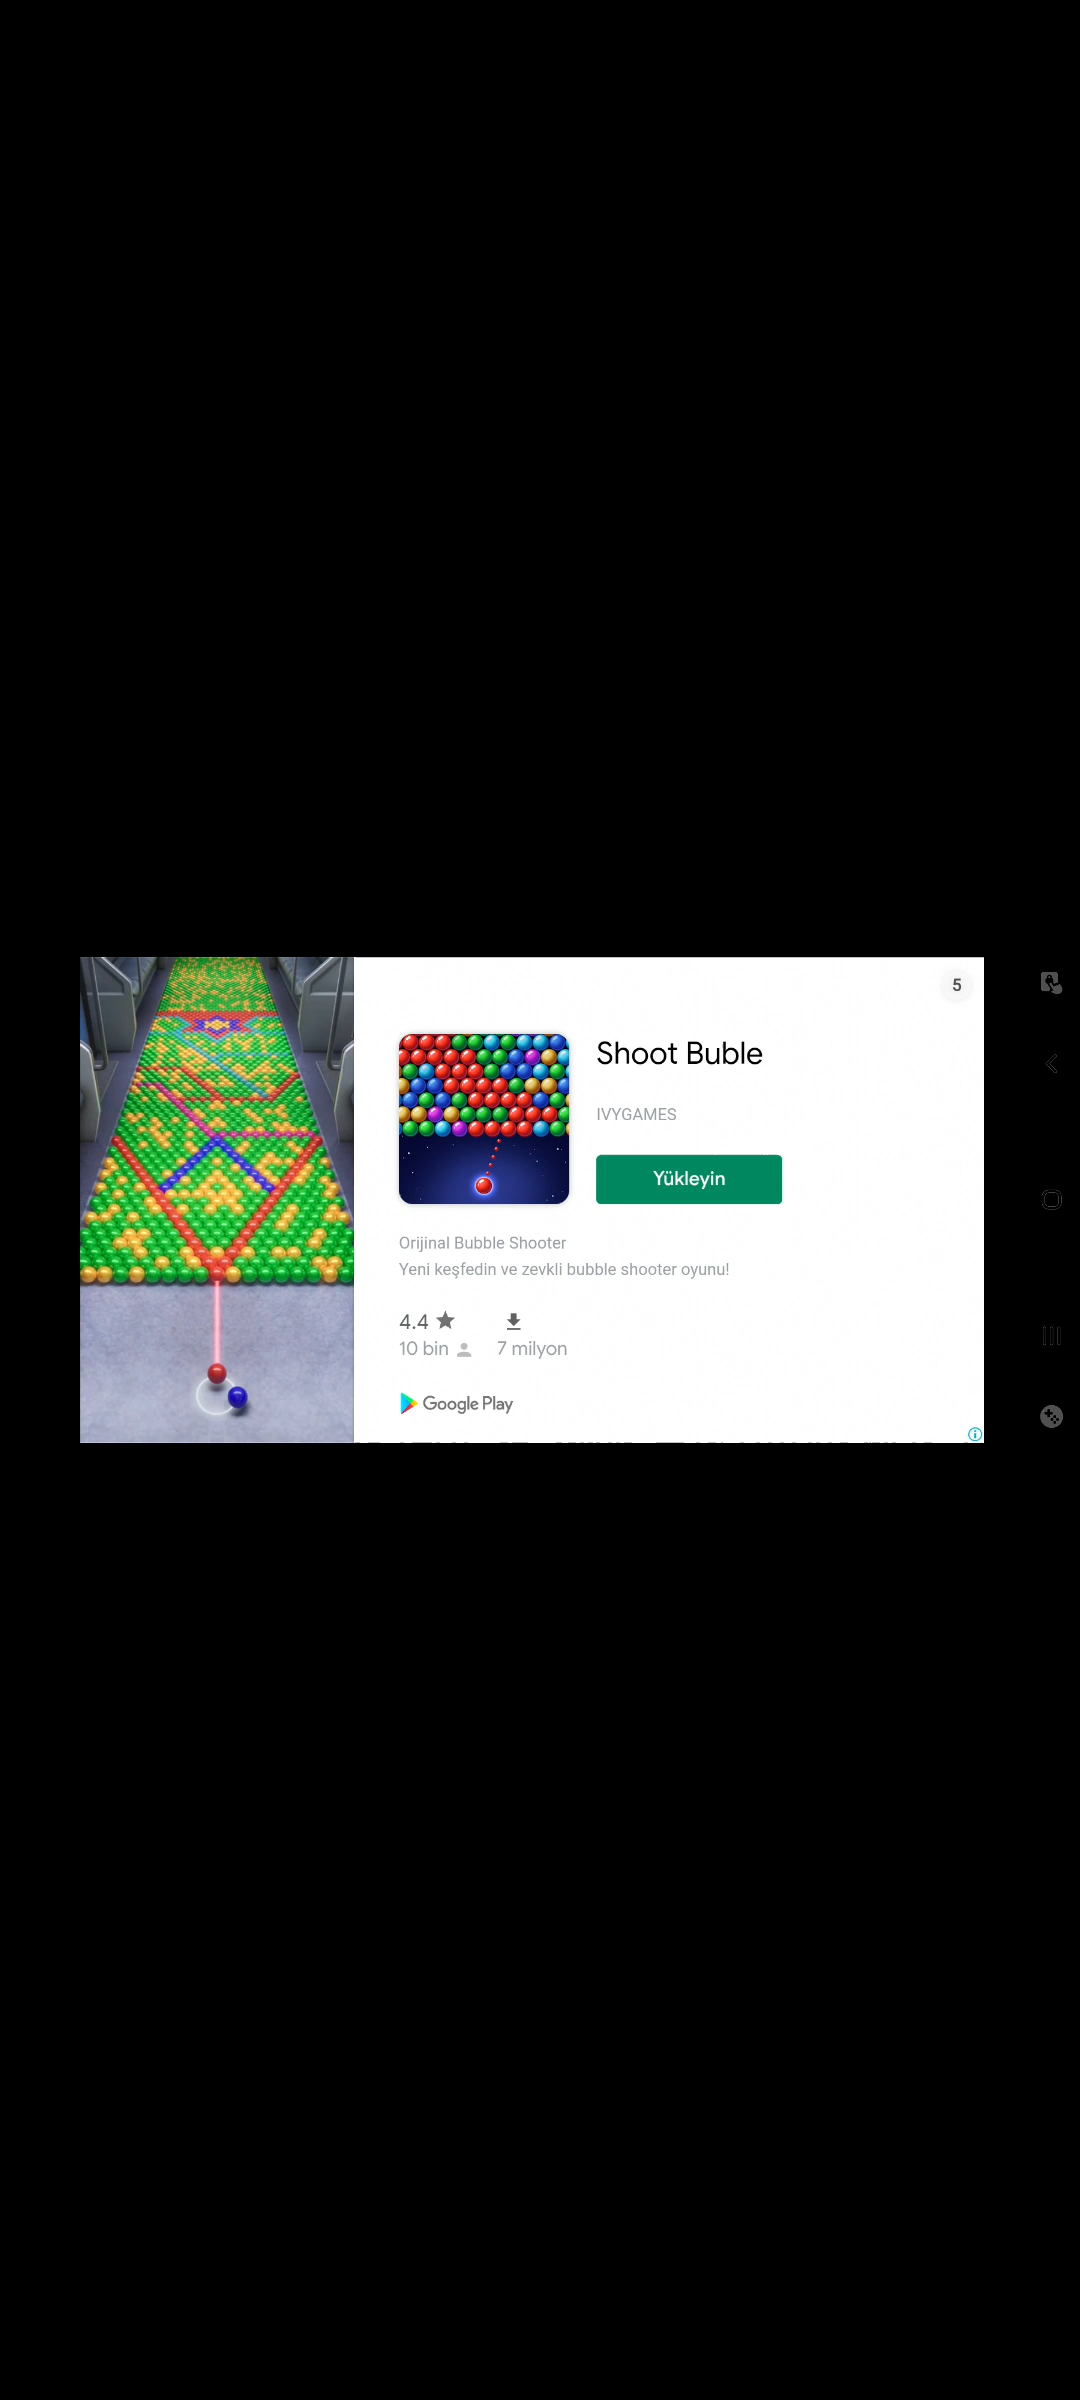 5
Shoot Buble
IVYGAMES
Yükleyin
Orijinal Bubble Shooter
Yeni keşfedin ve zevkli bubble shooter oyunu!
4.4
10 bin
7 milyon
Google Play